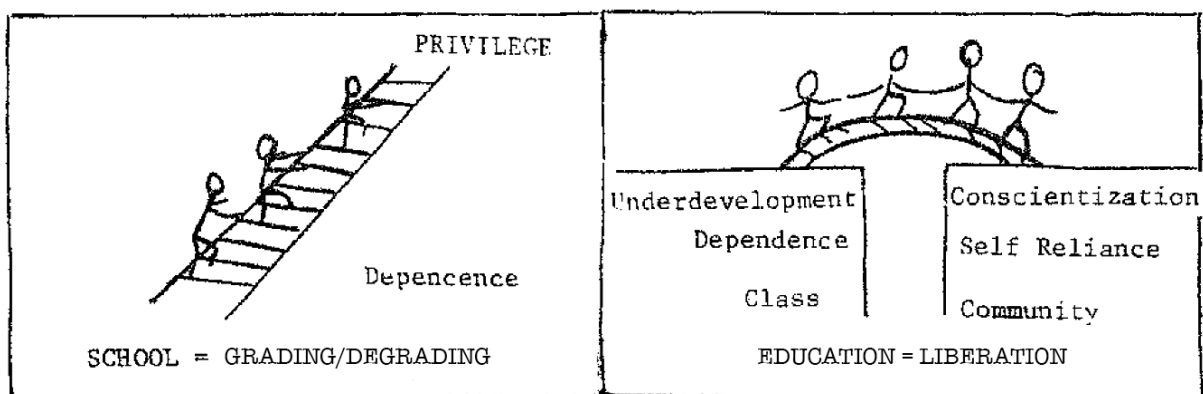 PRIVILEGE
Depencence
SCHOOL = GRADING/DEGRADING
Underdevelopment
Dependence
Class
Conscientization
Self Reliance
Community
EDUCATION = LIBERATION